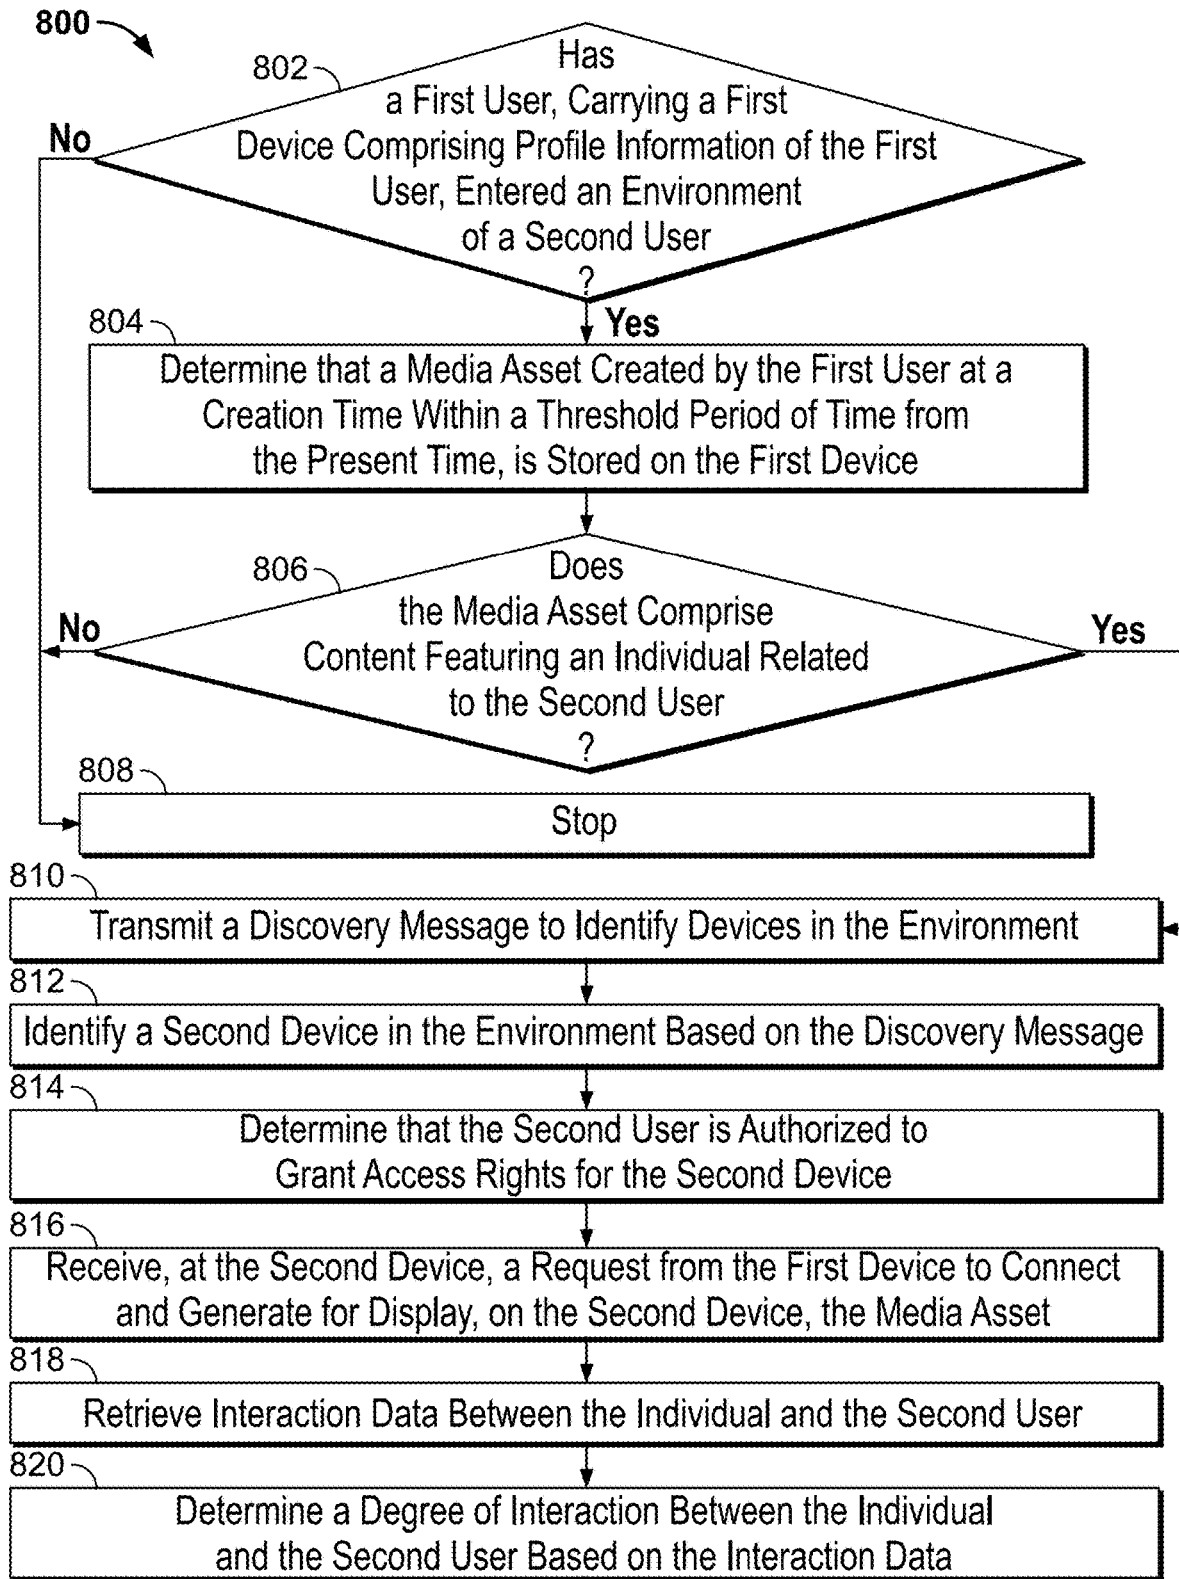 800
802
Has
a First User, Carrying a First
Device Comprising Profile Information of the First
User, Entered an Environment
of a Second User
?
No
Yes
804
Determine that a Media Asset Created by the First User at a
Creation Time Within a Threshold Period of Time from
the Present Time, is Stored on the First Device
806
Does
the Media Asset Comprise
Content Featuring an Individual Related
to the Second User
?
No
Yes
808
Stop
810
Transmit a Discovery Message to Identify Devices in the Environment
812
Identify a Second Device in the Environment Based on the Discovery Message
814
Determine that the Second User is Authorized to
Grant Access Rights for the Second Device
816
Receive, at the Second Device, a Request from the First Device to Connect
and Generate for Display, on the Second Device, the Media Asset
818
Retrieve Interaction Data Between the Individual and the Second User
820
Determine a Degree of Interaction Between the Individual
and the Second User Based on the Interaction Data